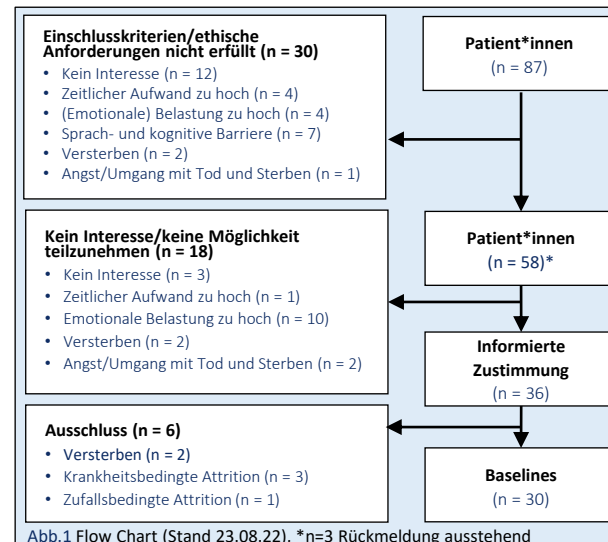 Einschlusskriterien/ethische
Anforderungen nicht erfüllt (n = 30)
• Kein Interesse (n = 12)
• Zeitlicher Aufwand zu hoch (n = 4)
• (Emotionale) Belastung zu hoch (n = 4)
• Sprach- und kognitive Barriere (n = 7)
• Versterben (n = 2)
• Angst/Umgang mit Tod und Sterben (n = 1)
Patient*innen
(n = 87)
Kein Interesse/keine Möglichkeit
teilzunehmen (n = 18)
• Kein Interesse (n = 3)
• Zeitlicher Aufwand zu hoch (n = 1)
• Emotionale Belastung zu hoch (n = 10)
• Versterben (n = 2)
• Angst/Umgang mit Tod und Sterben (n = 2)
Patient*innen
(n = 58)*
Informierte
Zustimmung
(n = 36)
Ausschluss (n = 6)
• Versterben (n = 2)
• Krankheitsbedingte Attrition (n = 3)
• Zufallsbedingte Attrition (n = 1)
Baselines
(n = 30)
Abb.1 Flow Chart (Stand 23.08.22). *n=3 Rückmeldung ausstehend